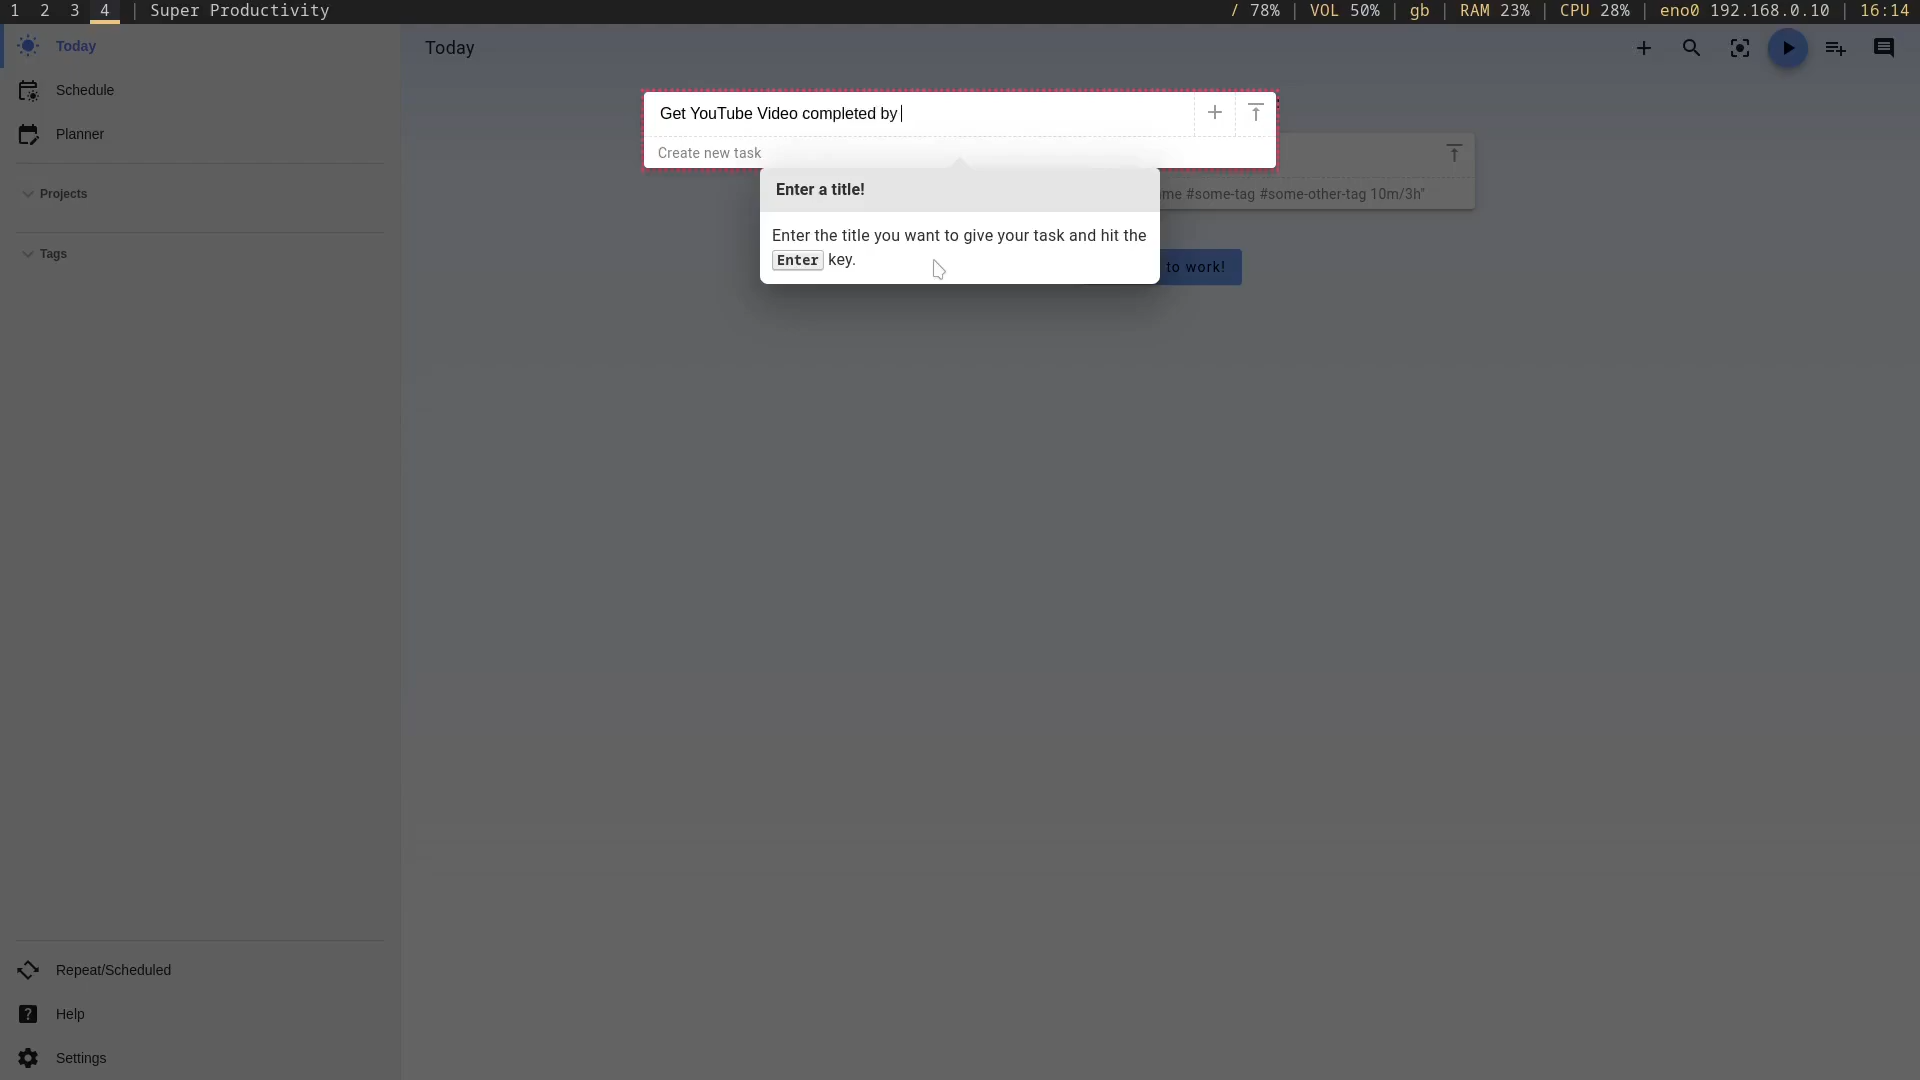 1 2 3 4 | Super Productivity
/ 78% | VOL 50% | gb | RAM 23% | CPU 28% | eno0 192.168.0.10 | 16:14
Today
Schedule
Planner
Projects
Tags
Repeat/Scheduled
Help
Settings
Today
Get YouTube Video completed by
Create new task
Enter a title!
Enter the title you want to give your task and hit the
Enter key.
me #some-tag #some-other-tag 10m/3h"
to work!